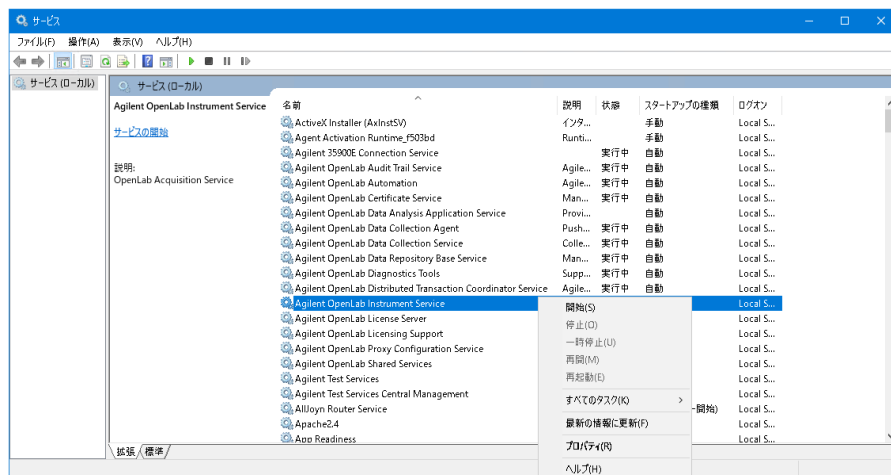 サービス
ファイル(F) 操作(A) 表示(V) ヘルプ(H)
サービス (ローカル)
サービス (ローカル)
Agilent OpenLab Instrument Service
サービスの開始
説明:
OpenLab Acquisition Service
名前 説明 状態 スタートアップの種類 ログオン
ActiveX Installer (AxInstSV) インタ... 手動 Local S...
Agent Activation Runtime_f503bd Runti... 手動 Local S...
Agilent 35900E Connection Service 実行中 自動 Local S...
Agilent OpenLab Audit Trail Service Agile... 実行中 自動 Local S...
Agilent OpenLab Automation Agile... 実行中 自動 Local S...
Agilent OpenLab Certificate Service Man... 実行中 自動 Local S...
Agilent OpenLab Data Analysis Application Service Provi... 自動 Local S...
Agilent OpenLab Data Collection Agent Push... 実行中 自動 Local S...
Agilent OpenLab Data Collection Service Colle... 実行中 自動 Local S...
Agilent OpenLab Data Repository Base Service Man... 実行中 自動 Local S...
Agilent OpenLab Diagnostics Tools Supp... 実行中 自動 Local S...
Agilent OpenLab Distributed Transaction Coordinator Service Agile... 実行中 自動 Local S...
Agilent OpenLab Instrument Service Local S...
Agilent OpenLab License Server Local S...
Agilent OpenLab Licensing Support Local S...
Agilent OpenLab Proxy Configuration Service Local S...
Agilent OpenLab Shared Services Local S...
Agilent Test Services Local S...
Agilent Test Services Central Management Local S...
AllJoyn Router Service -開始) Local S...
Apache2.4 Local S...
App Readiness Local S...
開始(S)
停止(O)
一時停止(U)
再開(M)
再起動(E)
すべてのタスク(K)
最新の情報に更新(F)
プロパティ(R)
ヘルプ(H)
拡張 標準